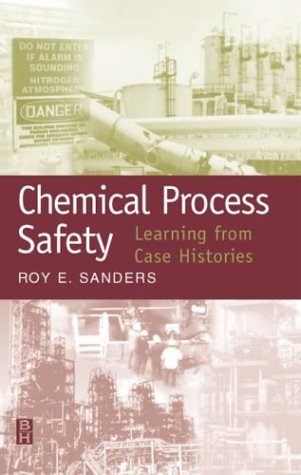 DO NOT ENTER
IF ALARM IS
SOUNDING
NITROGEN
ATMOSPHERE
DANGER
Chemical Process
Safety
Learning from
Case Histories
ROY E. SANDERS
B
H